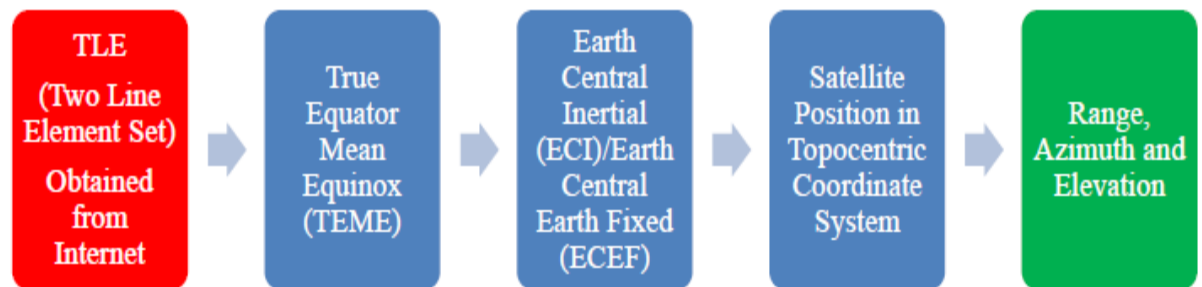 TLE
(Two Line
Element Set)
Obtained
from
Internet
True
Equator
Mean
Equinox
(TEME)
Earth
Central
Inertial
(ECI)/Earth
Central
Earth Fixed
(ECEF)
Satellite
Position in
Topocentric
Coordinate
System
Range,
Azimuth and
Elevation